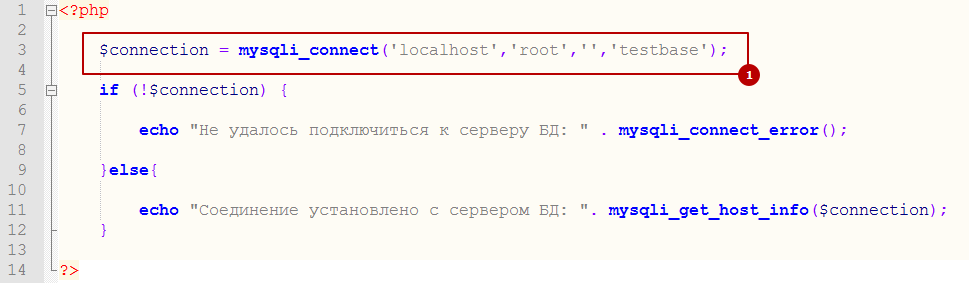 1 <?php
2
3 $connection = mysqli_connect('localhost','root','','testbase');
1
4
5 if (!$connection) {
6
7 echo "Не удалось подключиться к серверу БД: " . mysqli_connect_error();
8
9 }else{
10
11 echo "Соединение установлено с сервером БД: ". mysqli_get_host_info($connection);
12 }
13
14 ?>